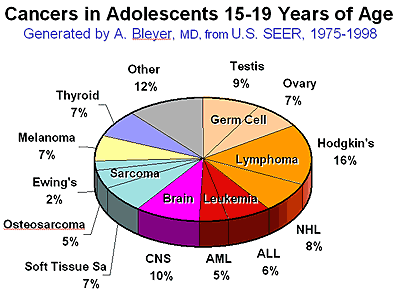 Cancers in Adolescents 15-19 Years of Age
Generated by A. Bleyer, MD, from U.S. SEER, 1975-1998
Other
12%
Testis
9%
Ovary
7%
Thyroid
7%
Germ Cell
Melanoma
7%
Hodgkin's
16%
Lymphoma
Sarcoma
Ewing's
2%
Brain
Leukemia
Osteosarcoma
5%
NHL
8%
Soft Tissue Sa
7%
CNS
10%
AML
5%
ALL
6%